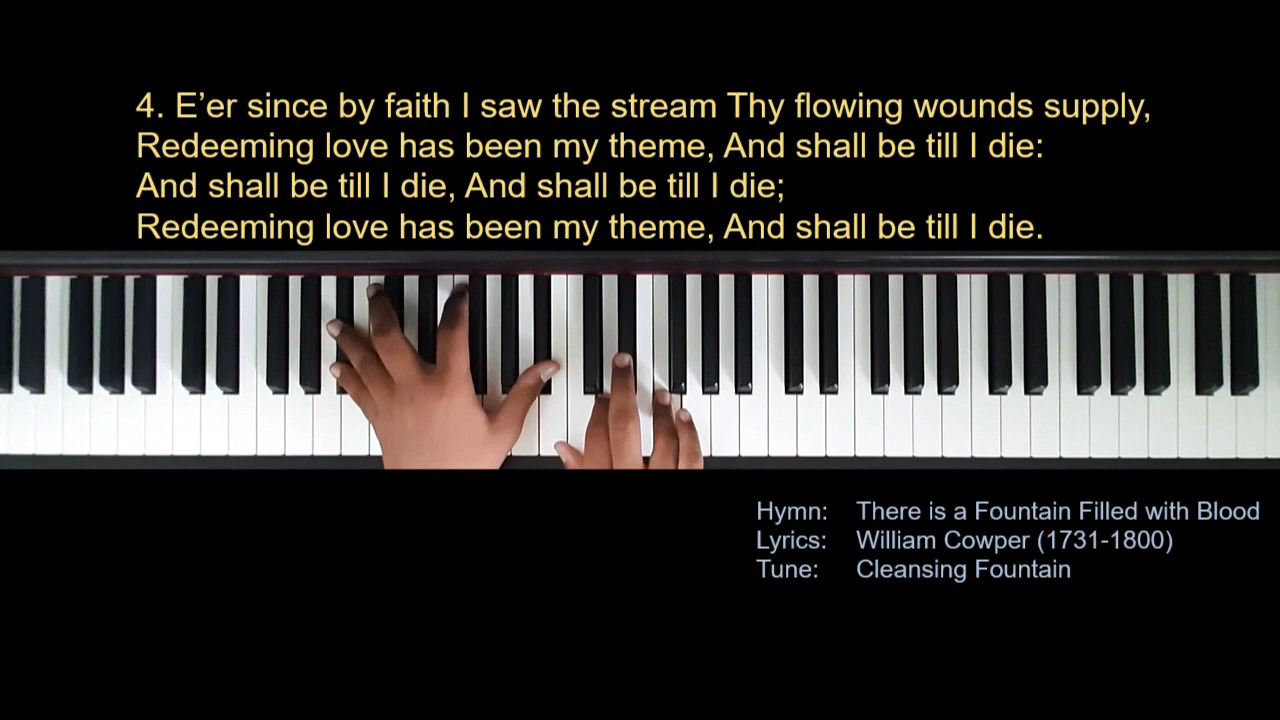 4. E’er since by faith I saw the stream Thy flowing wounds supply,
Redeeming love has been my theme, And shall be till I die:
And shall be till I die, And shall be till I die;
Redeeming love has been my theme, And shall be till I die.
Hymn: There is a Fountain Filled with Blood
Lyrics: William Cowper (1731-1800)
Tune: Cleansing Fountain